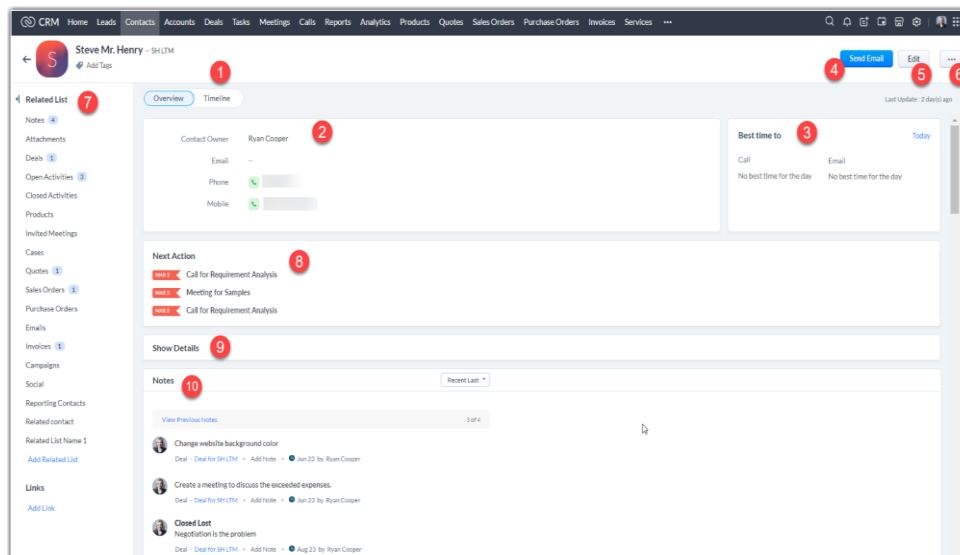 CRM Home Leads Contacts Accounts Deals Tasks Meetings Calls Reports Analytics Products Quotes Sales Orders Purchase Orders Invoices Services •••
S
Steve Mr. Henry - SH LTM
Add Tags
4
Send Email
5
Edit
6
•••
Related List
7
Notes 4
Attachments
Deals 1
Open Activities 3
Closed Activities
Products
Invited Meetings
Cases
Quotes 1
Sales Orders 1
Purchase Orders
Emails
Invoices 1
Campaigns
Social
Reporting Contacts
Related contact
Related List Name 1
Add Related List
Links
Add Link
1
Overview Timeline
Last Update : 2 day(s) ago
2
Contact Owner Ryan Cooper
Email —
Phone
Mobile
Best time to 3 Today
Call Email
No best time for the day No best time for the day
Next Action 8
Call for Requirement Analysis
Meeting for Samples
Call for Requirement Analysis
Show Details 9
Notes 10 Recent Last
View Previous Notes 3 of 4
Change website background color
Deal - Deal for SH LTM • Add Note • Jun 23 by Ryan Cooper
Create a meeting to discuss the exceeded expenses.
Deal - Deal for SH LTM • Add Note • Jun 23 by Ryan Cooper
Closed Lost
Negotiation is the problem
Deal - Deal for SH LTM • Add Note • Aug 23 by Ryan Cooper